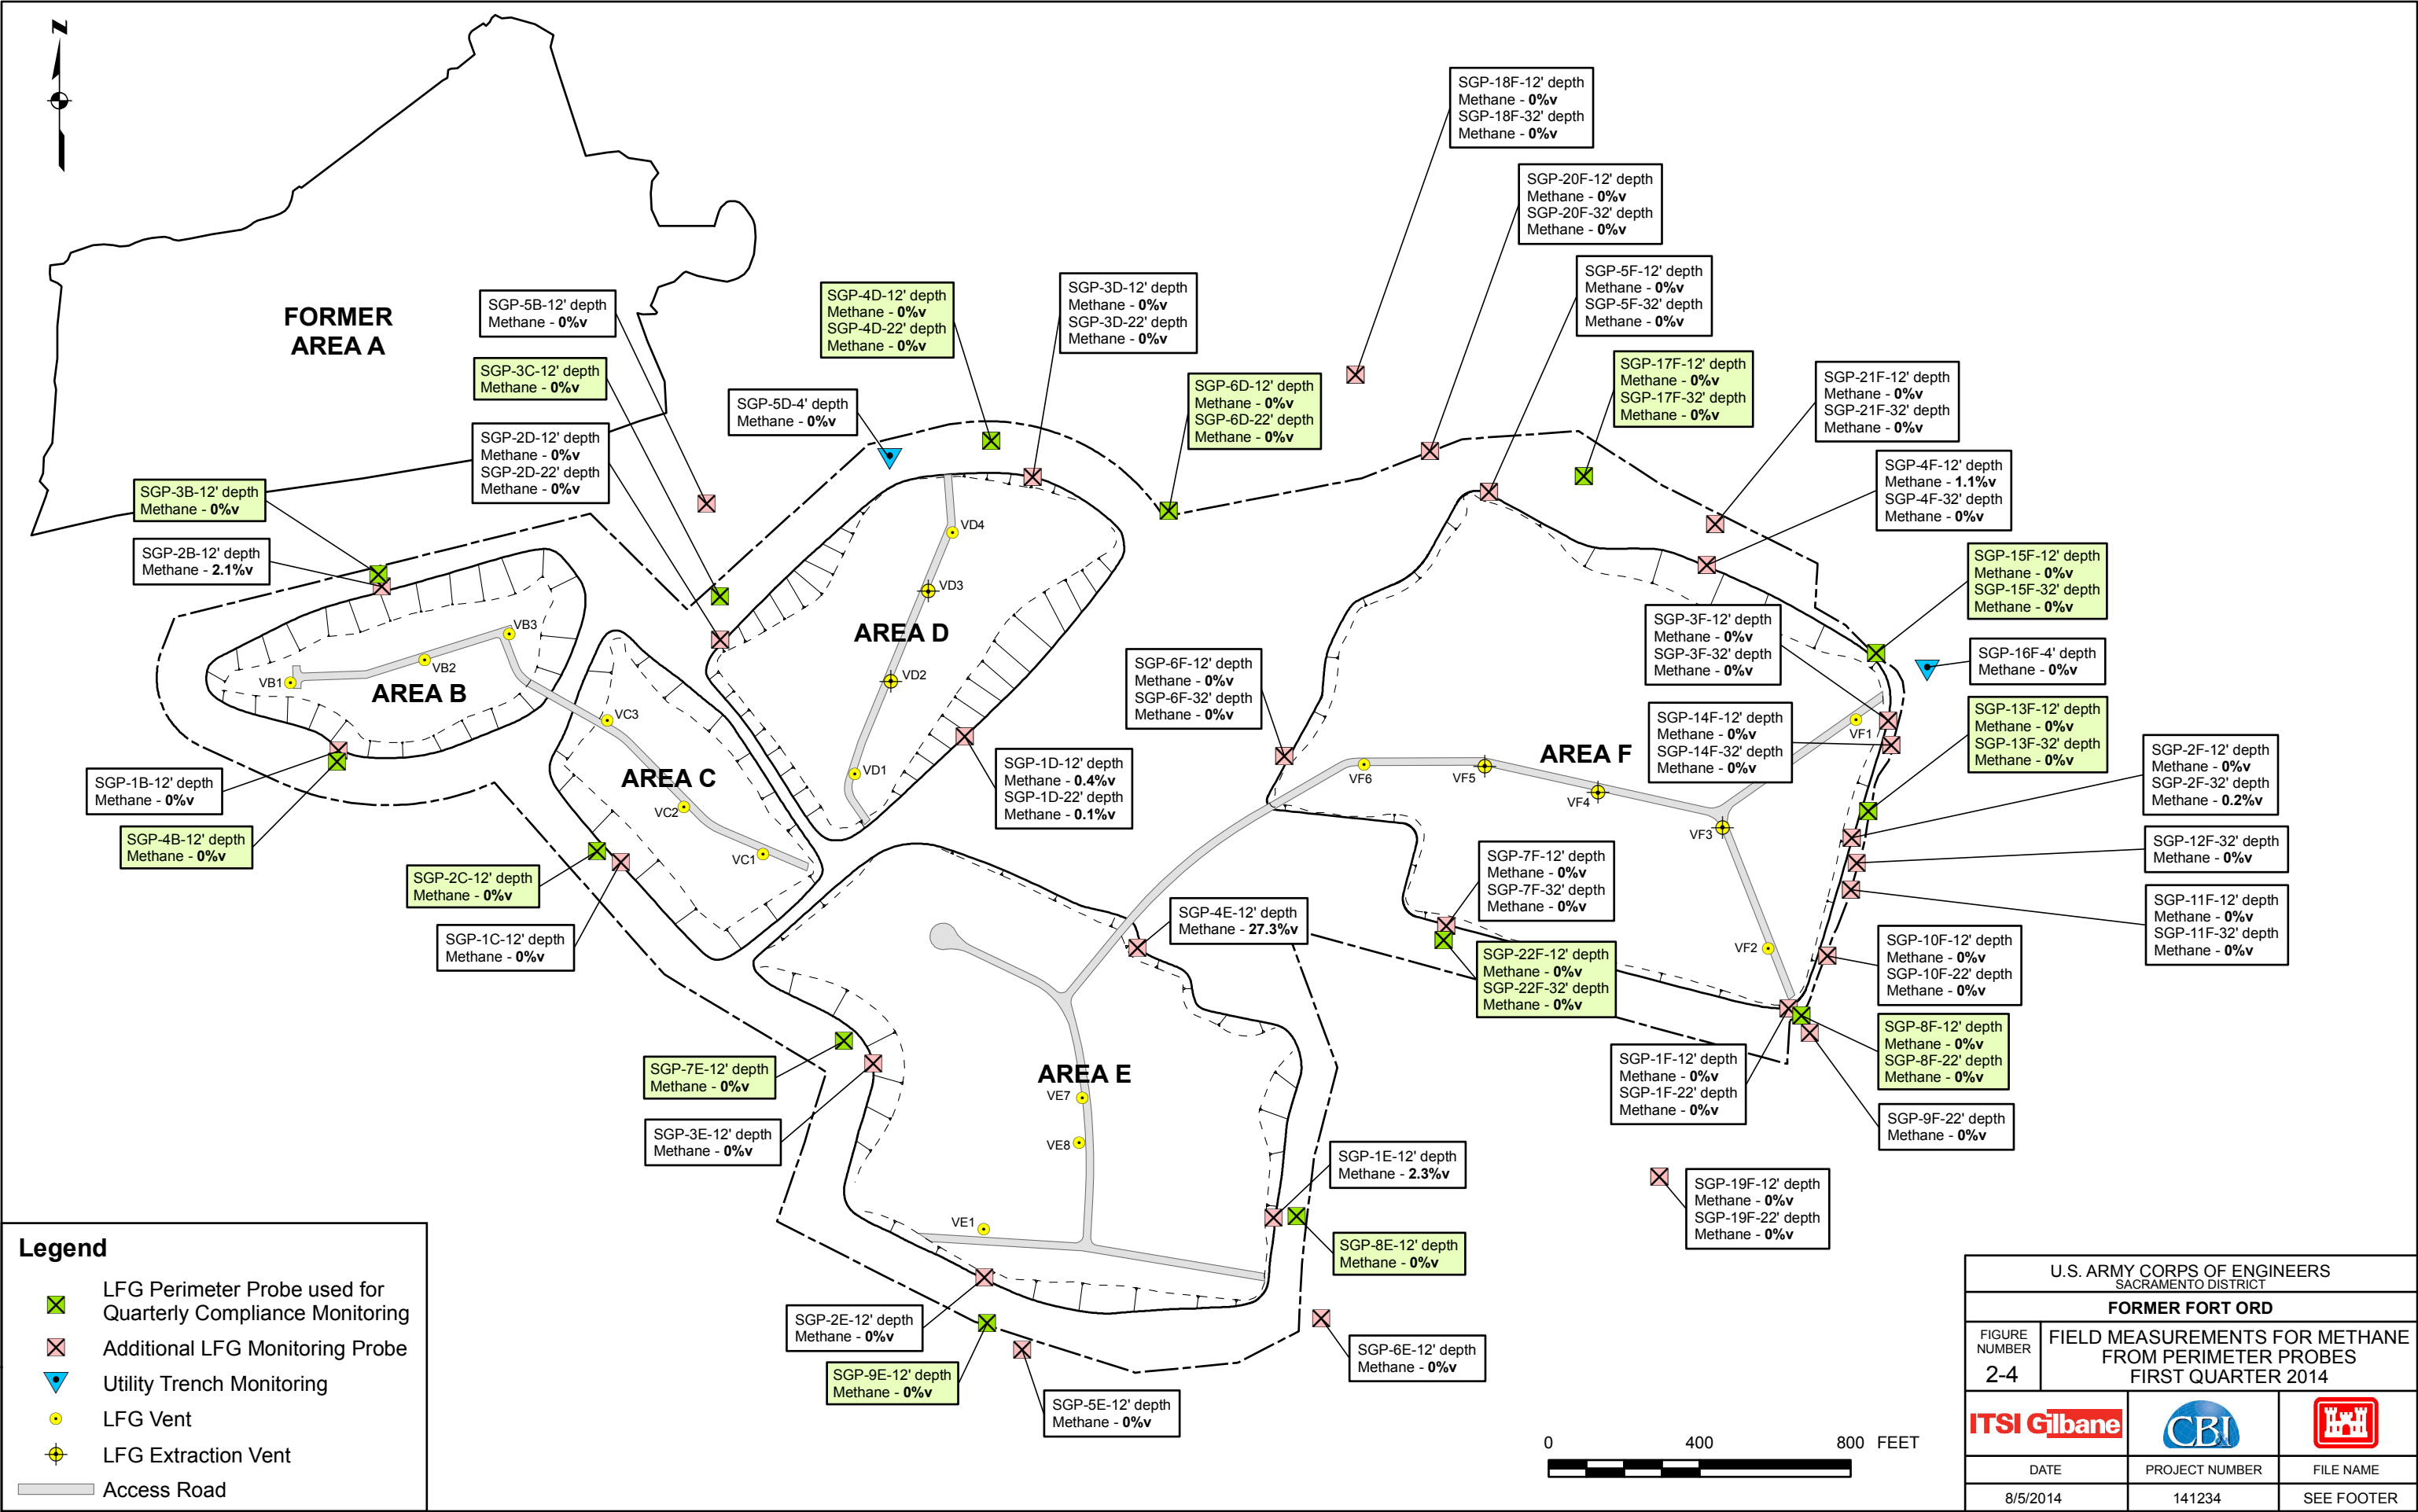 N
FORMER
AREA A
SGP-18F-12' depth
Methane - 0%v
SGP-18F-32' depth
Methane - 0%v
SGP-20F-12' depth
Methane - 0%v
SGP-20F-32' depth
Methane - 0%v
SGP-5F-12' depth
Methane - 0%v
SGP-5F-32' depth
Methane - 0%v
SGP-17F-12' depth
Methane - 0%v
SGP-17F-32' depth
Methane - 0%v
SGP-21F-12' depth
Methane - 0%v
SGP-21F-32' depth
Methane - 0%v
SGP-4F-12' depth
Methane - 1.1%v
SGP-4F-32' depth
Methane - 0%v
SGP-5B-12' depth
Methane - 0%v
SGP-3C-12' depth
Methane - 0%v
SGP-2D-12' depth
Methane - 0%v
SGP-2D-22' depth
Methane - 0%v
SGP-5D-4' depth
Methane - 0%v
SGP-4D-12' depth
Methane - 0%v
SGP-4D-22' depth
Methane - 0%v
SGP-3D-12' depth
Methane - 0%v
SGP-3D-22' depth
Methane - 0%v
SGP-6D-12' depth
Methane - 0%v
SGP-6D-22' depth
Methane - 0%v
SGP-3B-12' depth
Methane - 0%v
SGP-2B-12' depth
Methane - 2.1%v
SGP-15F-12' depth
Methane - 0%v
SGP-15F-32' depth
Methane - 0%v
SGP-16F-4' depth
Methane - 0%v
SGP-3F-12' depth
Methane - 0%v
SGP-3F-32' depth
Methane - 0%v
SGP-14F-12' depth
Methane - 0%v
SGP-14F-32' depth
Methane - 0%v
SGP-13F-12' depth
Methane - 0%v
SGP-13F-32' depth
Methane - 0%v
SGP-6F-12' depth
Methane - 0%v
SGP-6F-32' depth
Methane - 0%v
VD4
VD3
AREA D
VD2
VD1
VB3
VB2
VB1
AREA B
VC3
AREA C
VC2
VC1
AREA F
VF1
VF6
VF5
VF4
VF3
VF2
SGP-1D-12' depth
Methane - 0.4%v
SGP-1D-22' depth
Methane - 0.1%v
SGP-1B-12' depth
Methane - 0%v
SGP-4B-12' depth
Methane - 0%v
SGP-2C-12' depth
Methane - 0%v
SGP-1C-12' depth
Methane - 0%v
SGP-2F-12' depth
Methane - 0%v
SGP-2F-32' depth
Methane - 0.2%v
SGP-12F-32' depth
Methane - 0%v
SGP-11F-12' depth
Methane - 0%v
SGP-11F-32' depth
Methane - 0%v
SGP-7F-12' depth
Methane - 0%v
SGP-7F-32' depth
Methane - 0%v
SGP-4E-12' depth
Methane - 27.3%v
SGP-22F-12' depth
Methane - 0%v
SGP-22F-32' depth
Methane - 0%v
SGP-10F-12' depth
Methane - 0%v
SGP-10F-22' depth
Methane - 0%v
SGP-8F-12' depth
Methane - 0%v
SGP-8F-22' depth
Methane - 0%v
SGP-1F-12' depth
Methane - 0%v
SGP-1F-22' depth
Methane - 0%v
SGP-9F-22' depth
Methane - 0%v
SGP-7E-12' depth
Methane - 0%v
SGP-3E-12' depth
Methane - 0%v
AREA E
VE7
VE8
VE1
SGP-1E-12' depth
Methane - 2.3%v
SGP-8E-12' depth
Methane - 0%v
SGP-19F-12' depth
Methane - 0%v
SGP-19F-22' depth
Methane - 0%v
SGP-2E-12' depth
Methane - 0%v
SGP-9E-12' depth
Methane - 0%v
SGP-5E-12' depth
Methane - 0%v
SGP-6E-12' depth
Methane - 0%v
Legend
LFG Perimeter Probe used for
Quarterly Compliance Monitoring
Additional LFG Monitoring Probe
Utility Trench Monitoring
LFG Vent
LFG Extraction Vent
Access Road
0 400 800 FEET
U.S. ARMY CORPS OF ENGINEERS
SACRAMENTO DISTRICT
FORMER FORT ORD
FIGURE
NUMBER
2-4
FIELD MEASUREMENTS FOR METHANE
FROM PERIMETER PROBES
FIRST QUARTER 2014
ITSI Gilbane
CB&I
DATE
PROJECT NUMBER
FILE NAME
8/5/2014
141234
SEE FOOTER